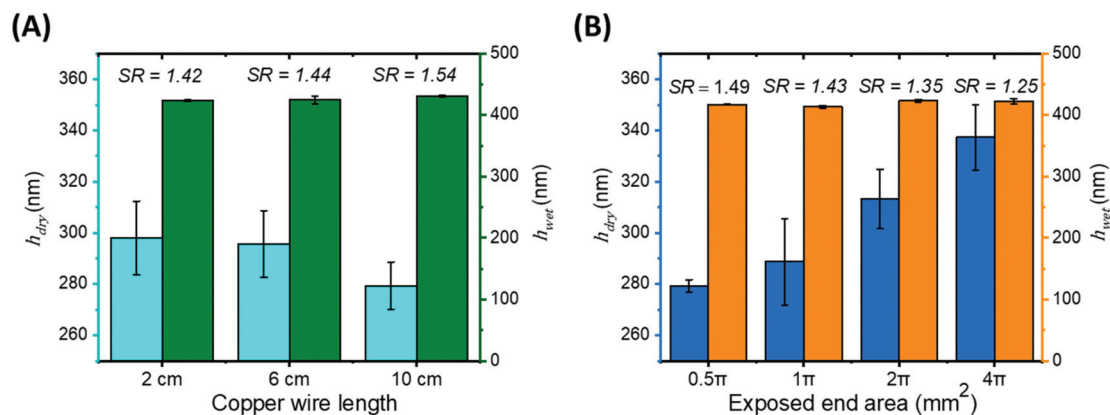 (A)
SR = 1.42 SR = 1.44 SR = 1.54
360
340
320
300
280
260
h_dry (nm)
500
400
300
200
100
0
h_wet (nm)
2 cm 6 cm 10 cm
Copper wire length
(B)
SR = 1.49 SR = 1.43 SR = 1.35 SR = 1.25
360
340
320
300
280
260
h_dry (nm)
500
400
300
200
100
0
h_wet (nm)
0.5π 1π 2π 4π
Exposed end area (mm²)